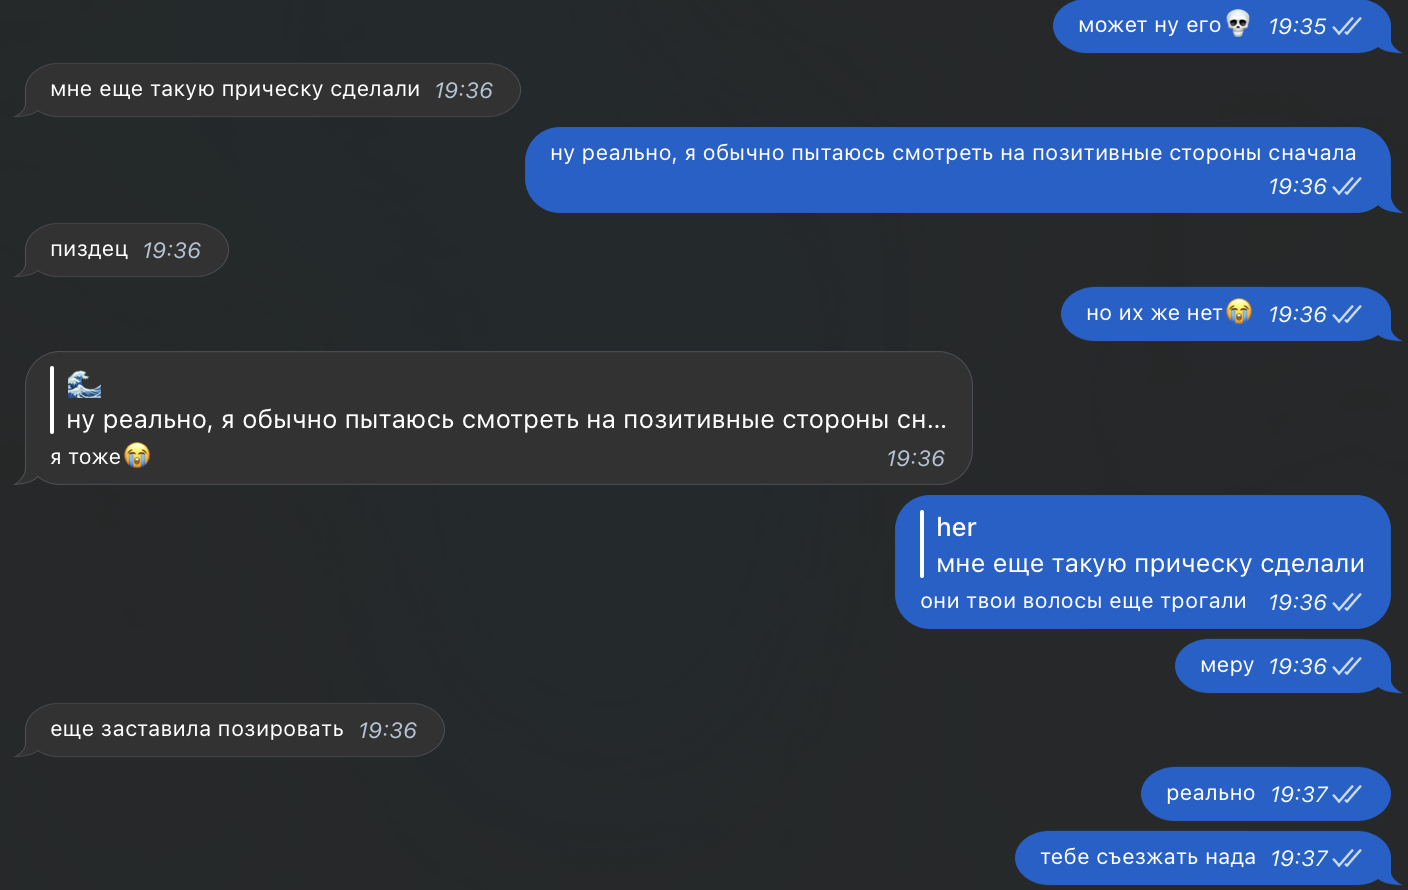 может ну его💀 19:35
мне еще такую прическу сделали 19:36
ну реально, я обычно пытаюсь смотреть на позитивные стороны сначала
19:36
пиздец 19:36
но их же нет😭 19:36
🌊
ну реально, я обычно пытаюсь смотреть на позитивные стороны сн...
я тоже😭 19:36
her
мне еще такую прическу сделали
они твои волосы еще трогали 19:36
меру 19:36
еще заставила позировать 19:36
реально 19:37
тебе съезжать нада 19:37